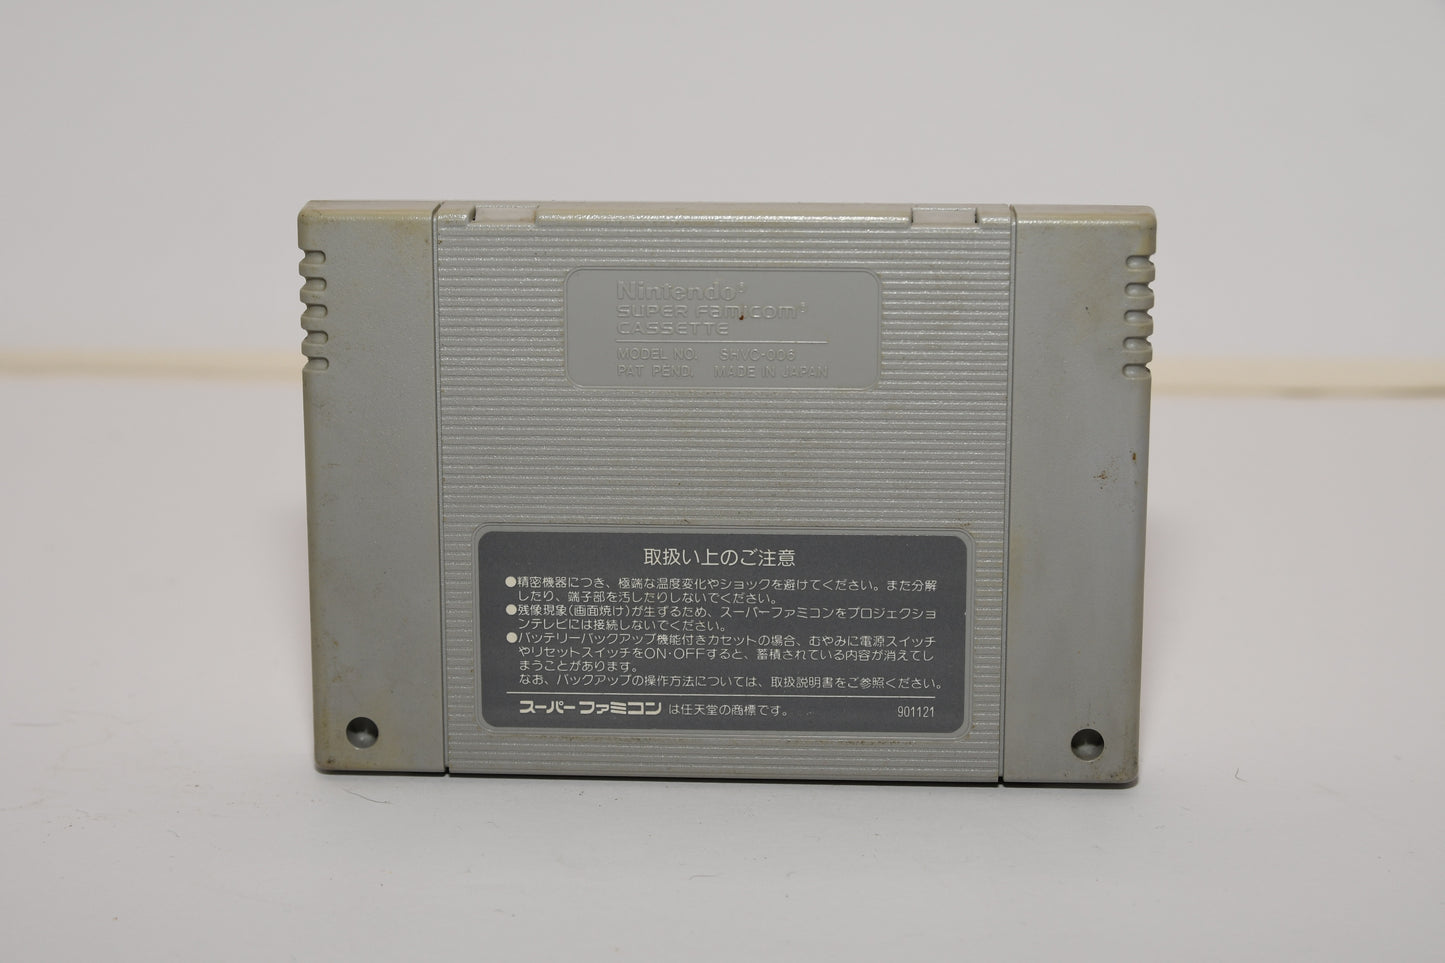 Nintendo®
SUPER FAMICOM®
CASSETTE
MODEL NO. SHVC-006
PAT PEND. MADE IN JAPAN
取扱い上のご注意
●精密機器につき、極端な温度変化やショックを避けてください。また分解
したり、端子部を汚したりしないでください。
●残像現象(画面焼け)が生ずるため、スーパーファミコンをプロジェクショ
ンテレビには接続しないでください。
●バッテリーバックアップ機能付きカセットの場合、むやみに電源スイッチ
やリセットスイッチをON・OFFすると、蓄積されている内容が消えてし
まうことがあります。
なお、バックアップの操作方法については、取扱説明書をご参照ください。
スーパーファミコン は任天堂の商標です。 901121